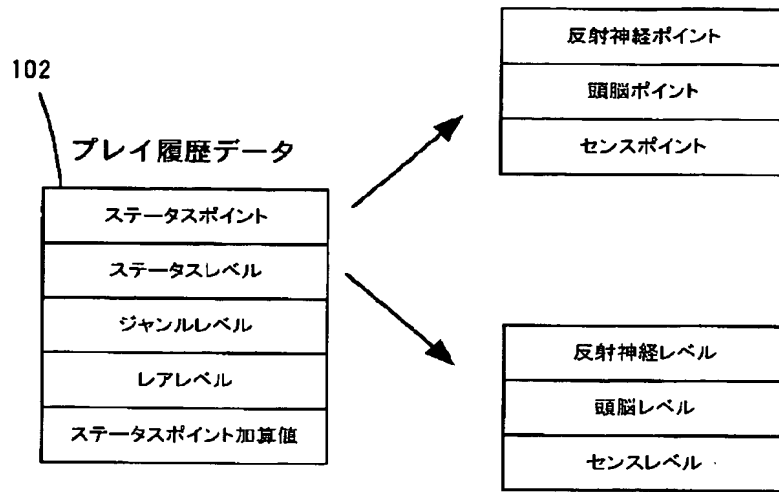 102
プレイ履歴データ
ステータスポイント
ステータスレベル
ジャンルレベル
レアレベル
ステータスポイント加算値
反射神経ポイント
頭脳ポイント
センスポイント
反射神経レベル
頭脳レベル
センスレベル